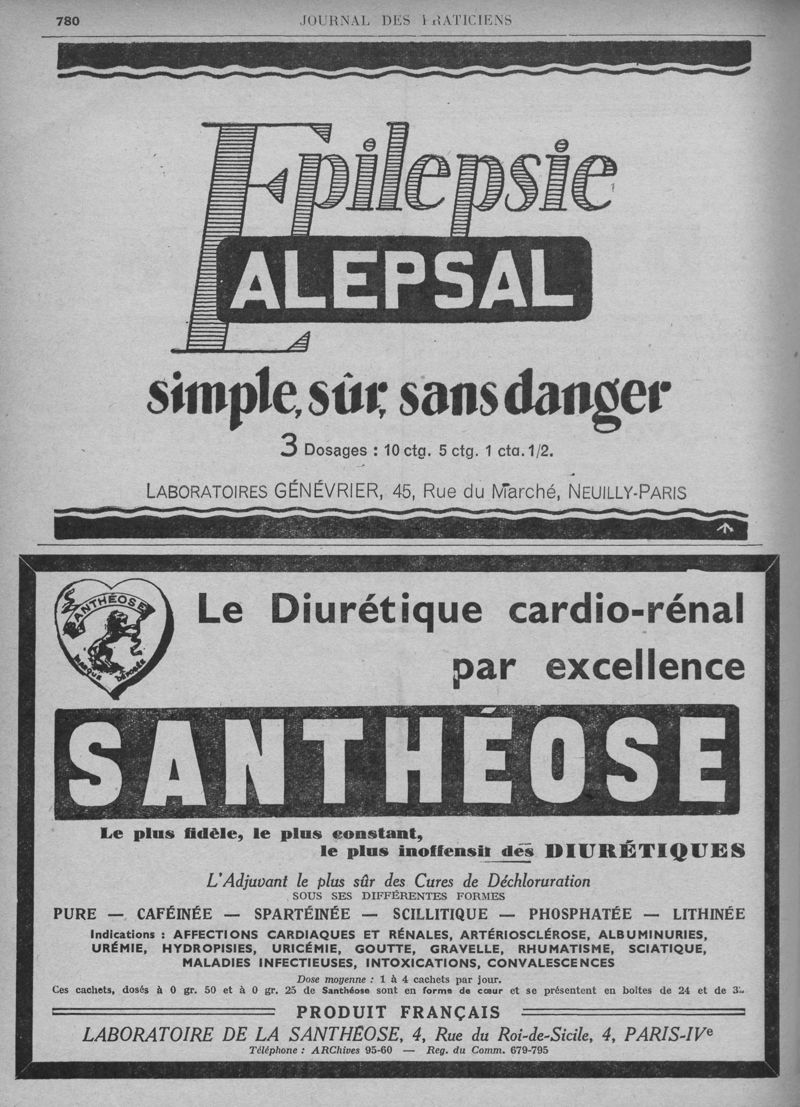 780
JOURNAL DES PRATICIENS
Epilepsie
ALEPSAL
simple, sûr, sans danger
3 Dosages : 10 ctg. 5 ctg. 1 ctg. 1/2.
LABORATOIRES GÉNÉVRIER, 45, Rue du Marché, NEUILLY-PARIS
SANTHÉOSE
MARQUE DÉPOSÉE
Le Diurétique cardio-rénal
par excellence
SANTHÉOSE
Le plus fidèle, le plus constant,
le plus inoffensif des DIURÉTIQUES
L'Adjuvant le plus sûr des Cures de Déchloruration
SOUS SES DIFFÉRENTES FORMES
PURE — CAFÉINÉE — SPARTÉINÉE — SCILLITIQUE — PHOSPHATÉE — LITHINÉE
Indications : AFFECTIONS CARDIAQUES ET RÉNALES, ARTÉRIOSCLÉROSE, ALBUMINURIES,
URÉMIE, HYDROPISIES, URICÉMIE, GOUTTE, GRAVELLE, RHUMATISME, SCIATIQUE,
MALADIES INFECTIEUSES, INTOXICATIONS, CONVALESCENCES
Dose moyenne : 1 à 4 cachets par jour.
Ces cachets, dosés à 0 gr. 50 et à 0 gr. 25 de Santhéose sont en forme de cœur et se présentent en boîtes de 24 et de
PRODUIT FRANÇAIS
LABORATOIRE DE LA SANTHÉOSE, 4, Rue du Roi-de-Sicile, 4, PARIS-IVe
Téléphone : ARChives 95-60 — Reg. du Comm. 679-795